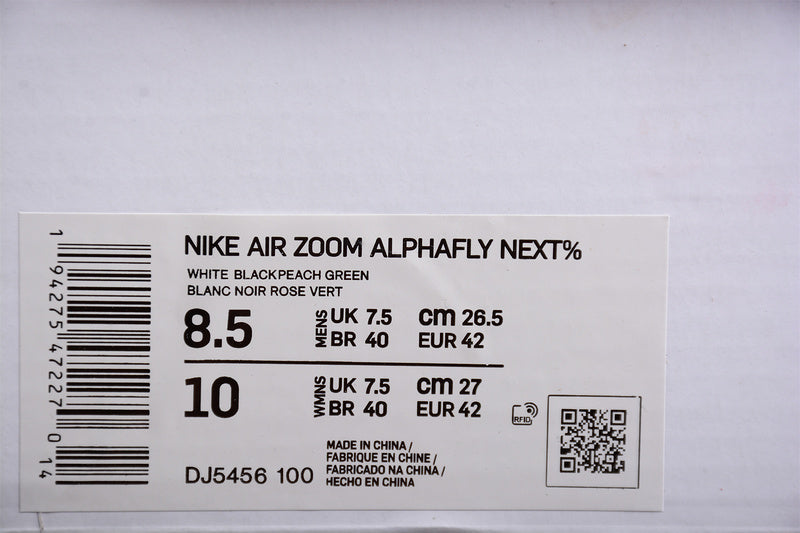 NIKE AIR ZOOM ALPHAFLY NEXT%
WHITE BLACKPEACH GREEN
BLANC NOIR ROSE VERT
8.5 MENS UK 7.5 cm 26.5
BR 40 EUR 42
10 WMNS UK 7.5 cm 27
BR 40 EUR 42
RFID
MADE IN CHINA /
FABRIQUE EN CHINE /
FABRICADO NA CHINA /
HECHO EN CHINA
DJ5456 100
1 94275 47227 0 14